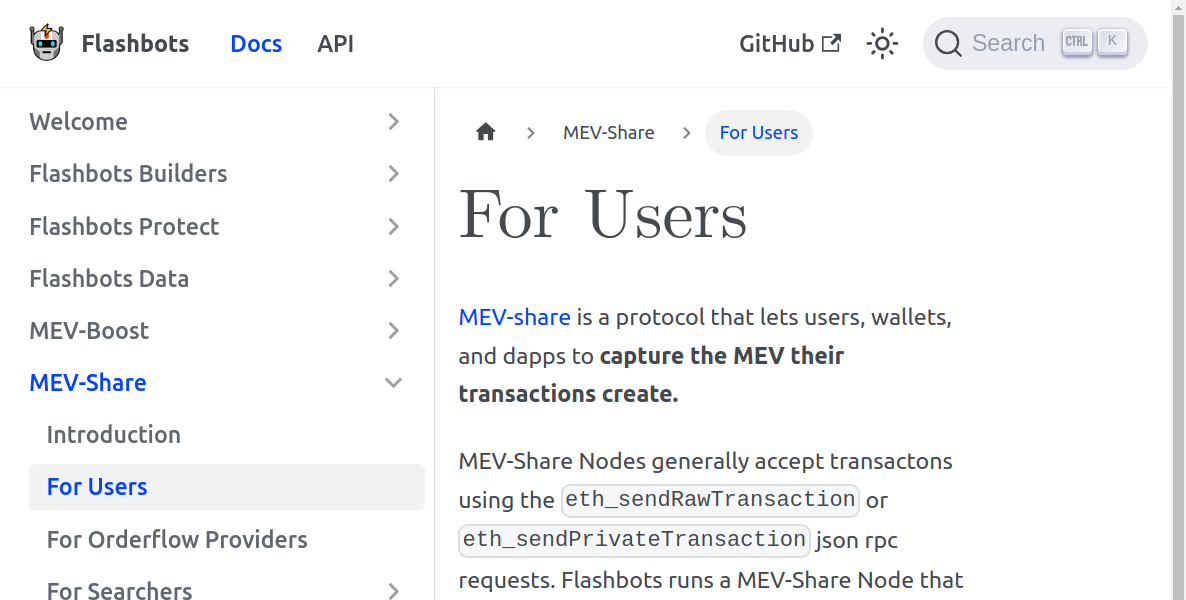 Flashbots Docs API GitHub Search CTRL K
Welcome
Flashbots Builders
Flashbots Protect
Flashbots Data
MEV-Boost
MEV-Share
Introduction
For Users
For Orderflow Providers
For Searchers
MEV-Share For Users
For Users
MEV-share is a protocol that lets users, wallets,
and dapps to capture the MEV their
transactions create.
MEV-Share Nodes generally accept transactons
using the eth_sendRawTransaction or
eth_sendPrivateTransaction json rpc
requests. Flashbots runs a MEV-Share Node that